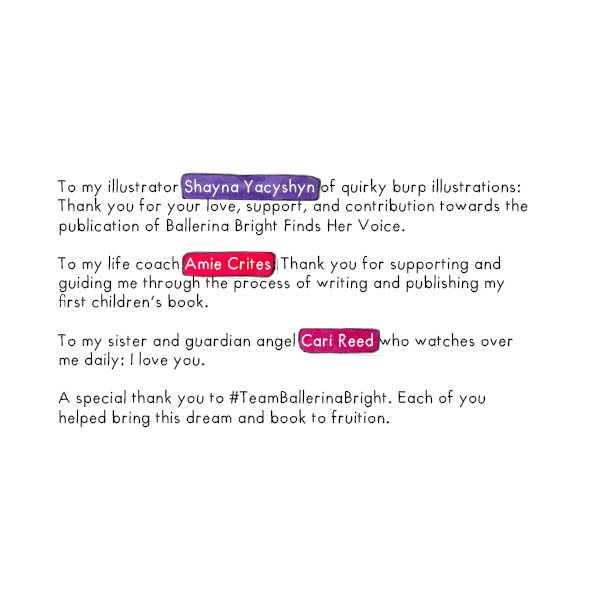 To my illustrator Shayna Yacyshyn of quirky burp illustrations:
Thank you for your love, support, and contribution towards the
publication of Ballerina Bright Finds Her Voice.
To my life coach Amie Crites: Thank you for supporting and
guiding me through the process of writing and publishing my
first children's book.
To my sister and guardian angel Cari Reed who watches over
me daily: I love you.
A special thank you to #TeamBallerinaBright. Each of you
helped bring this dream and book to fruition.